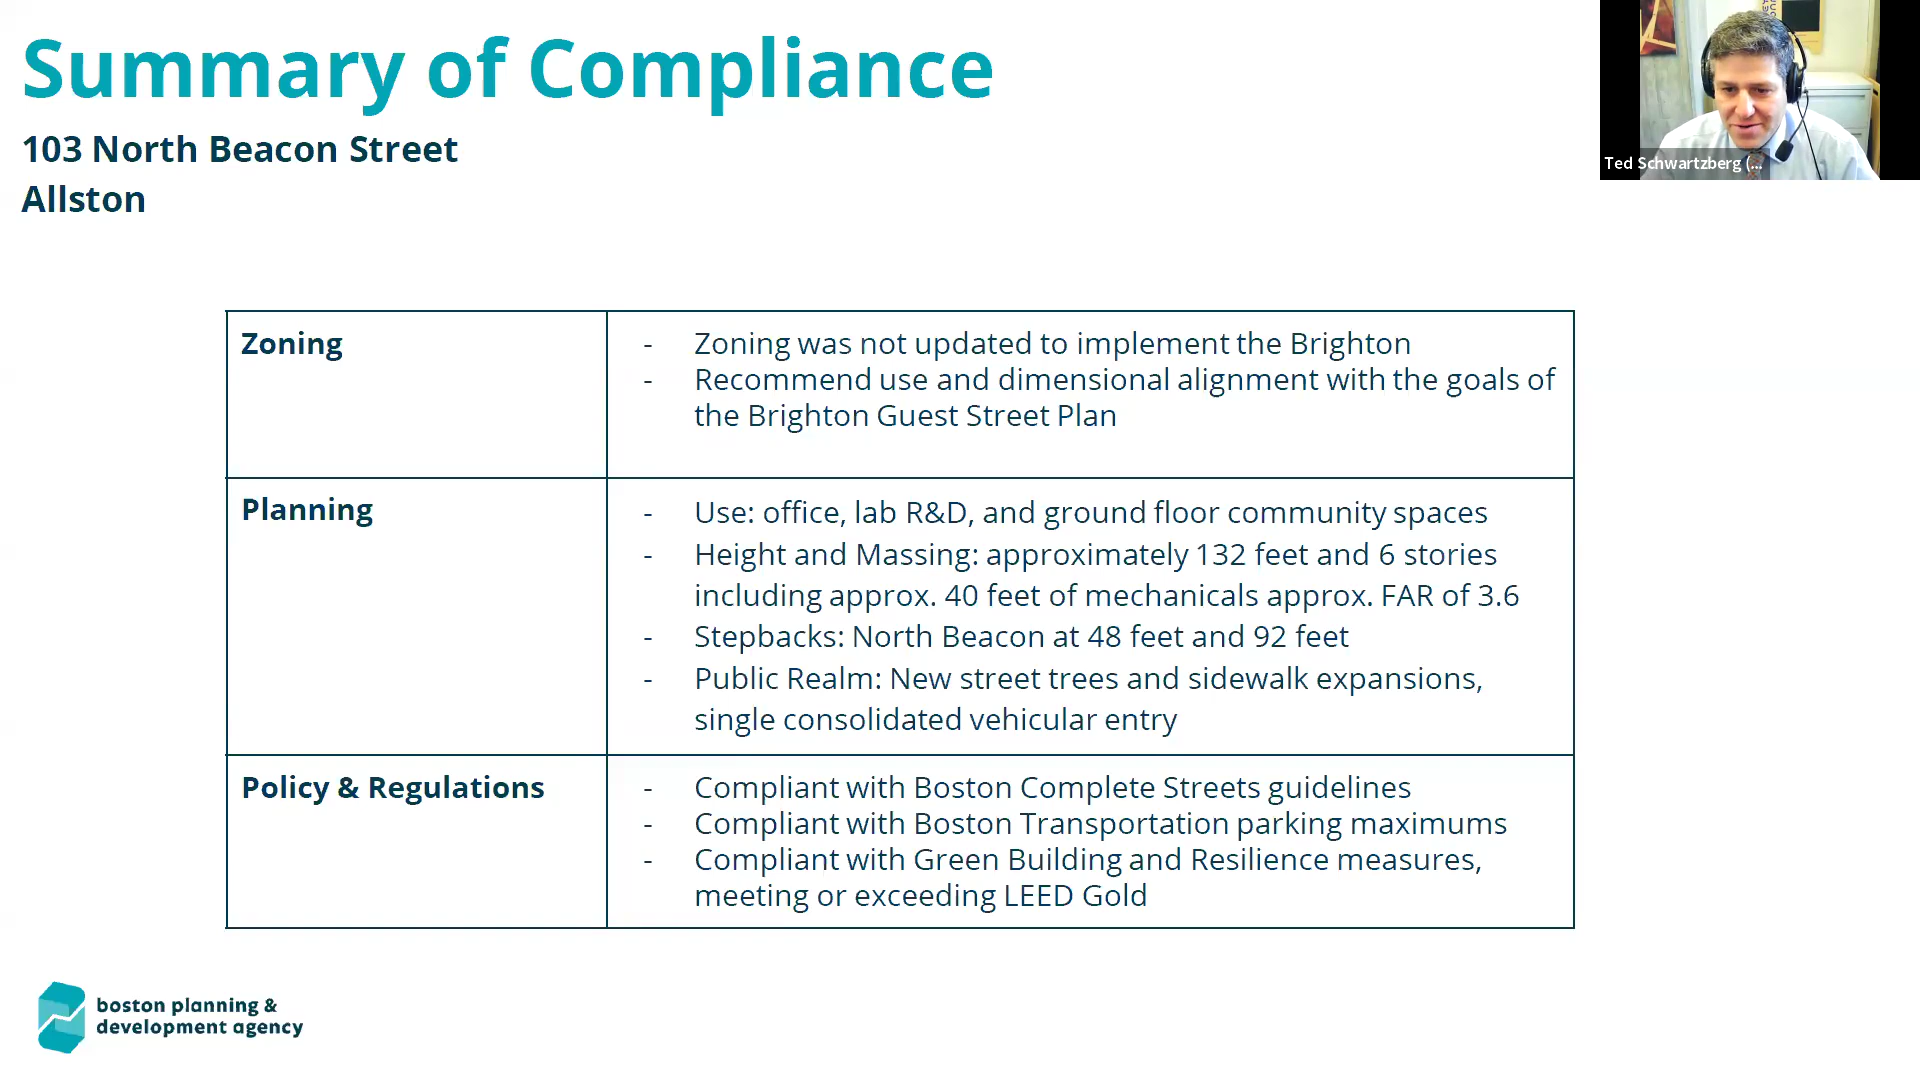 Summary of Compliance
103 North Beacon Street
Allston
Ted Schwartzberg (...
Zoning
- Zoning was not updated to implement the Brighton
- Recommend use and dimensional alignment with the goals of
the Brighton Guest Street Plan
Planning
- Use: office, lab R&D, and ground floor community spaces
- Height and Massing: approximately 132 feet and 6 stories
including approx. 40 feet of mechanicals approx. FAR of 3.6
- Stepbacks: North Beacon at 48 feet and 92 feet
- Public Realm: New street trees and sidewalk expansions,
single consolidated vehicular entry
Policy & Regulations
- Compliant with Boston Complete Streets guidelines
- Compliant with Boston Transportation parking maximums
- Compliant with Green Building and Resilience measures,
meeting or exceeding LEED Gold
boston planning &
development agency